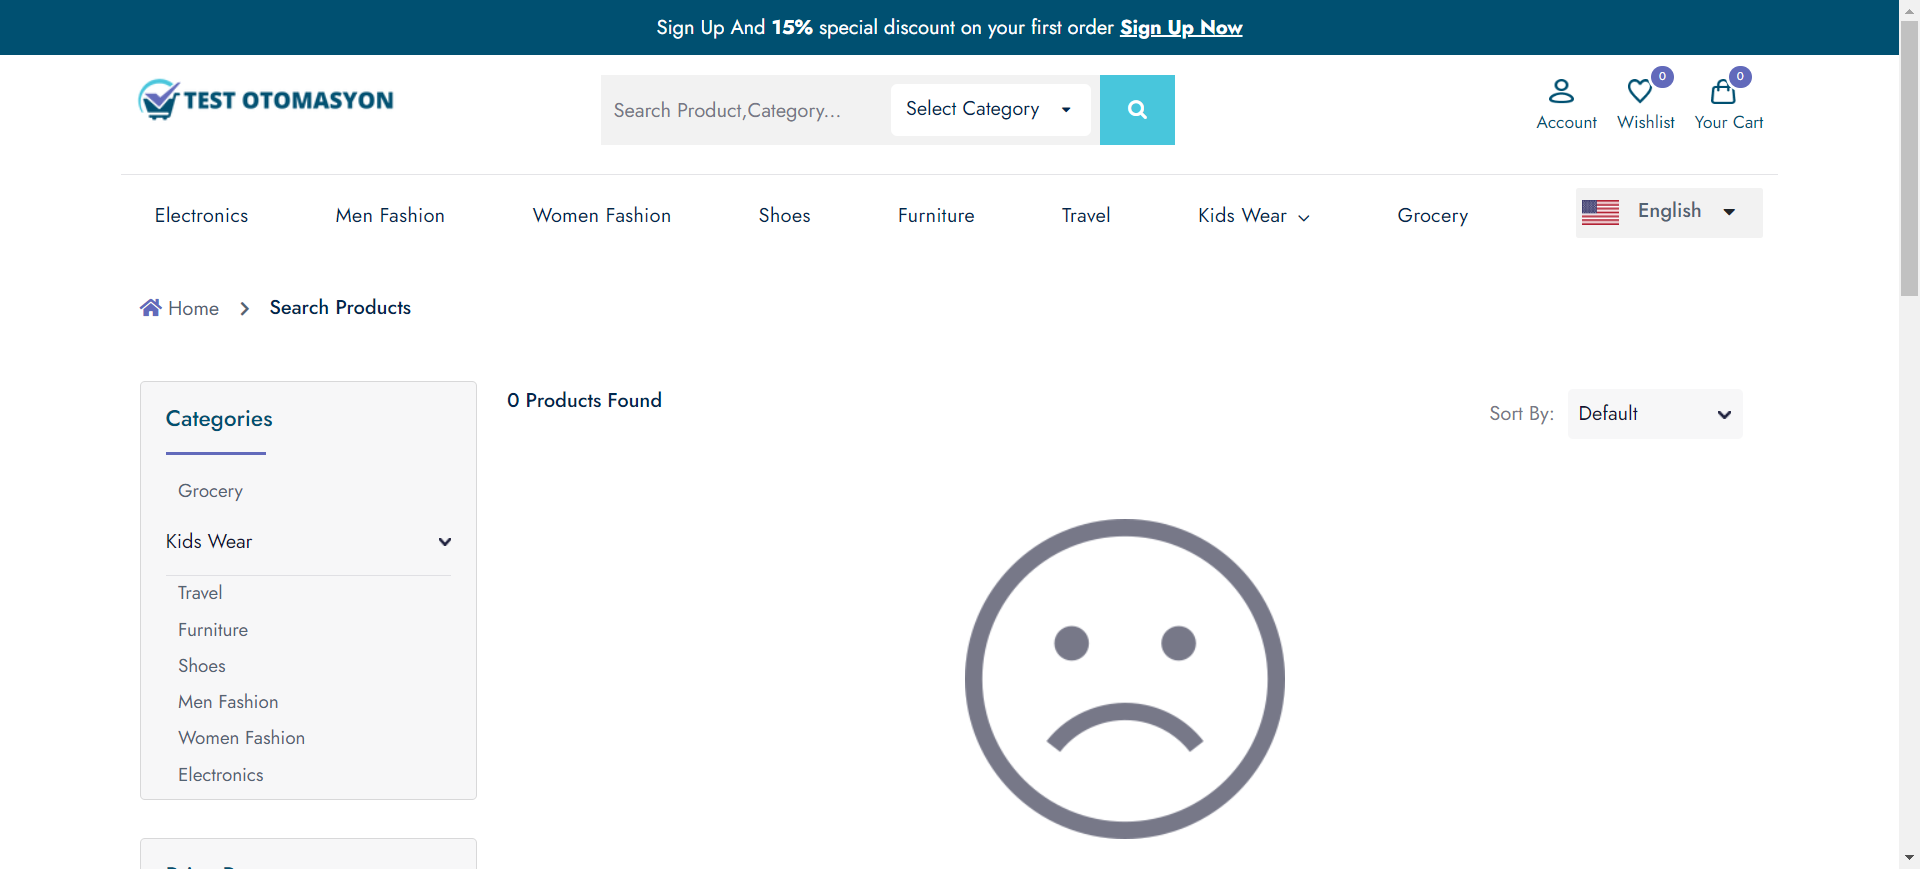 Sign Up And 15% special discount on your first order Sign Up Now
TEST OTOMASYON
Search Product,Category...
Select Category
0
0
Account
Wishlist
Your Cart
Electronics
Men Fashion
Women Fashion
Shoes
Furniture
Travel
Kids Wear
Grocery
English
Home
Search Products
Categories
Grocery
Kids Wear
Travel
Furniture
Shoes
Men Fashion
Women Fashion
Electronics
0 Products Found
Sort By:
Default